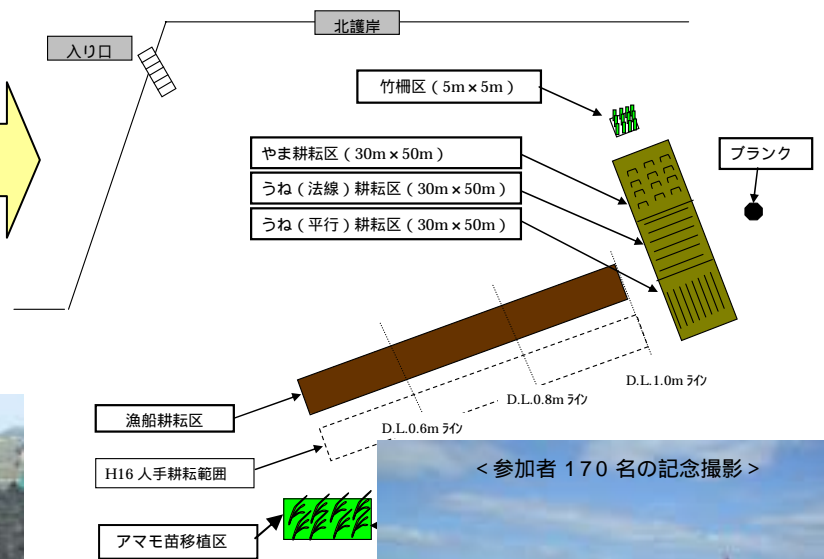 北護岸
入り口
竹柵区（5m×5m）
やま耕耘区（30m×50m）
うね（法線）耕耘区（30m×50m）
うね（平行）耕耘区（30m×50m）
ブランク
D.L.1.0m ﾗｲﾝ
D.L.0.8m ﾗｲﾝ
D.L.0.6m ﾗｲﾝ
漁船耕耘区
H16 人手耕耘範囲
アマモ苗移植区
＜参加者 170 名の記念撮影＞